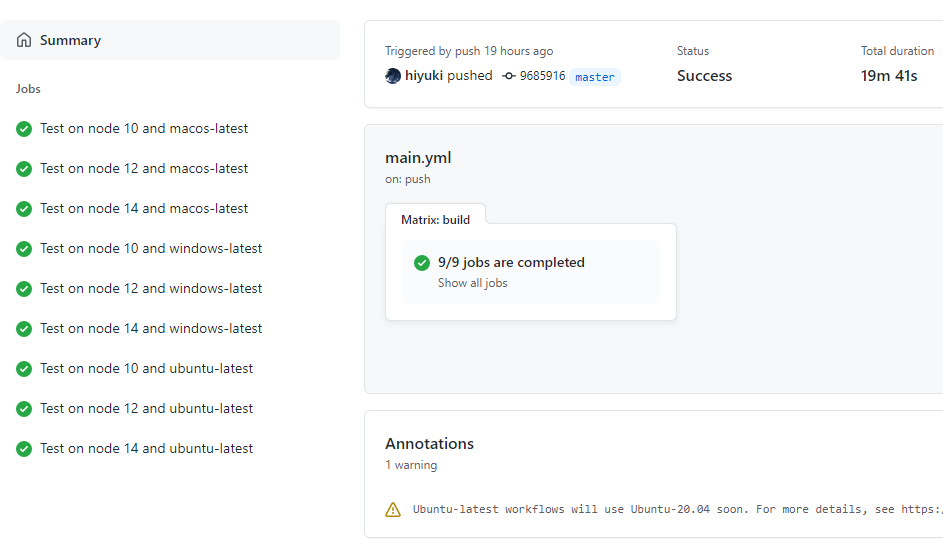 Summary
Jobs
Test on node 10 and macos-latest
Test on node 12 and macos-latest
Test on node 14 and macos-latest
Test on node 10 and windows-latest
Test on node 12 and windows-latest
Test on node 14 and windows-latest
Test on node 10 and ubuntu-latest
Test on node 12 and ubuntu-latest
Test on node 14 and ubuntu-latest
Triggered by push 19 hours ago
hiyuki pushed 9685916 master
Status
Success
Total duration
19m 41s
main.yml
on: push
Matrix: build
9/9 jobs are completed
Show all jobs
Annotations
1 warning
Ubuntu-latest workflows will use Ubuntu-20.04 soon. For more details, see https:/